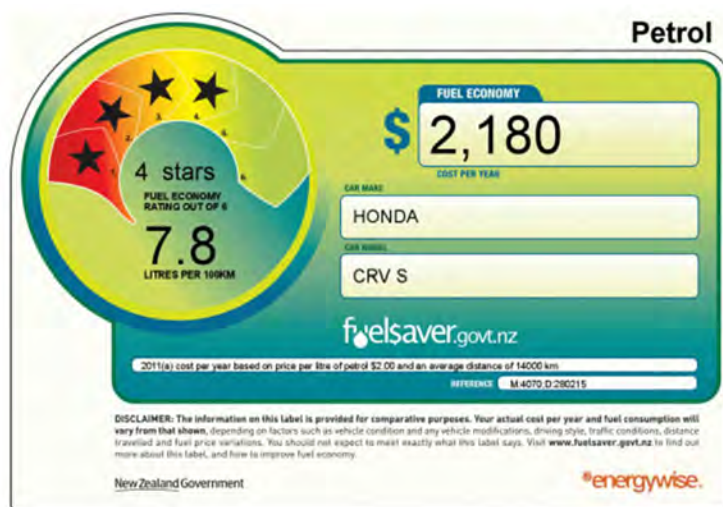 Petrol
1. 2. 3. 4. 5. 6.
4 stars
FUEL ECONOMY
RATING OUT OF 6
7.8
LITRES PER 100KM
FUEL ECONOMY
$ 2,180
COST PER YEAR
CAR MAKE
HONDA
CAR MODEL
CRV S
fuelsaver.govt.nz
2011(a) cost per year based on price per litre of petrol $2.00 and an average distance of 14000 km
REFERENCE M:4070;D:280215
DISCLAIMER: The information on this label is provided for comparative purposes. Your actual cost per year and fuel consumption will
vary from that shown, depending on factors such as vehicle condition and any vehicle modifications, driving style, traffic conditions, distance
travelled and fuel price variations. You should not expect to meet exactly what this label says. Visit www.fuelsaver.govt.nz to find out
more about this label, and how to improve fuel economy.
New Zealand Government
energywise.